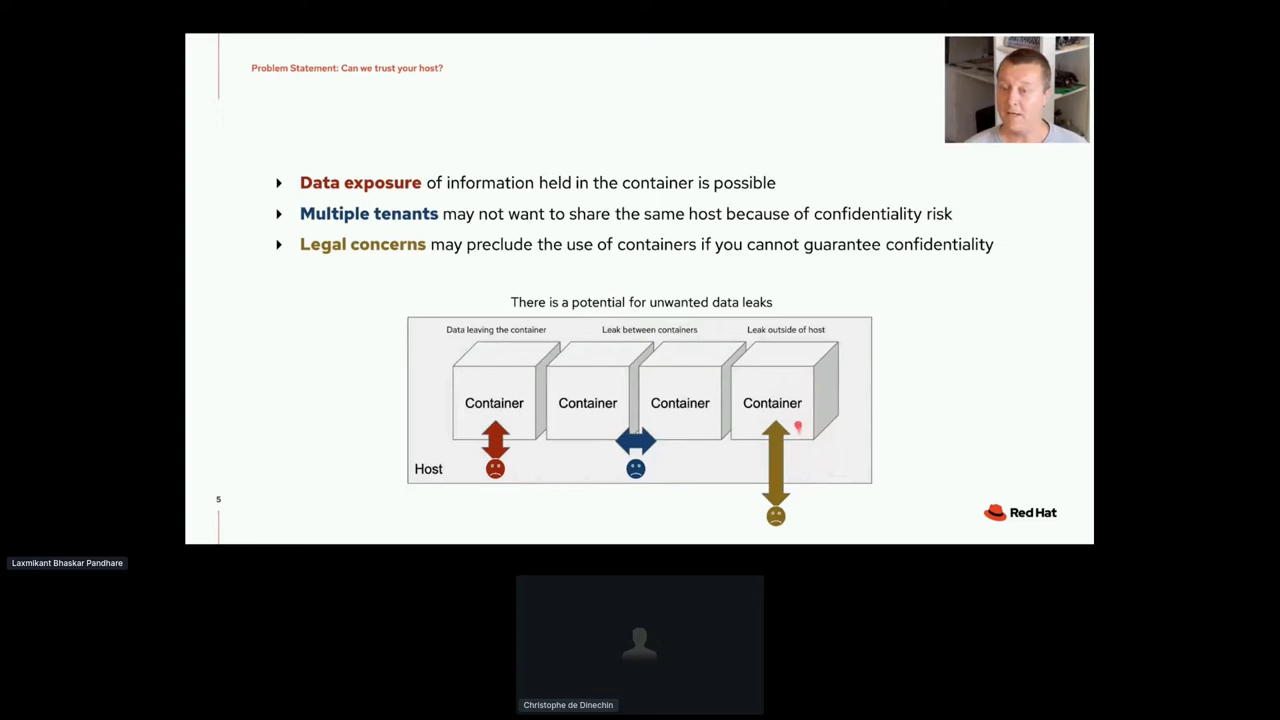 Problem Statement: Can we trust your host?
Data exposure of information held in the container is possible
Multiple tenants may not want to share the same host because of confidentiality risk
Legal concerns may preclude the use of containers if you cannot guarantee confidentiality
There is a potential for unwanted data leaks
Data leaving the container
Leak between containers
Leak outside of host
Container
Container
Container
Container
Host
5
Red Hat
Laxmikant Bhaskar Pandhare
Christophe de Dinechin